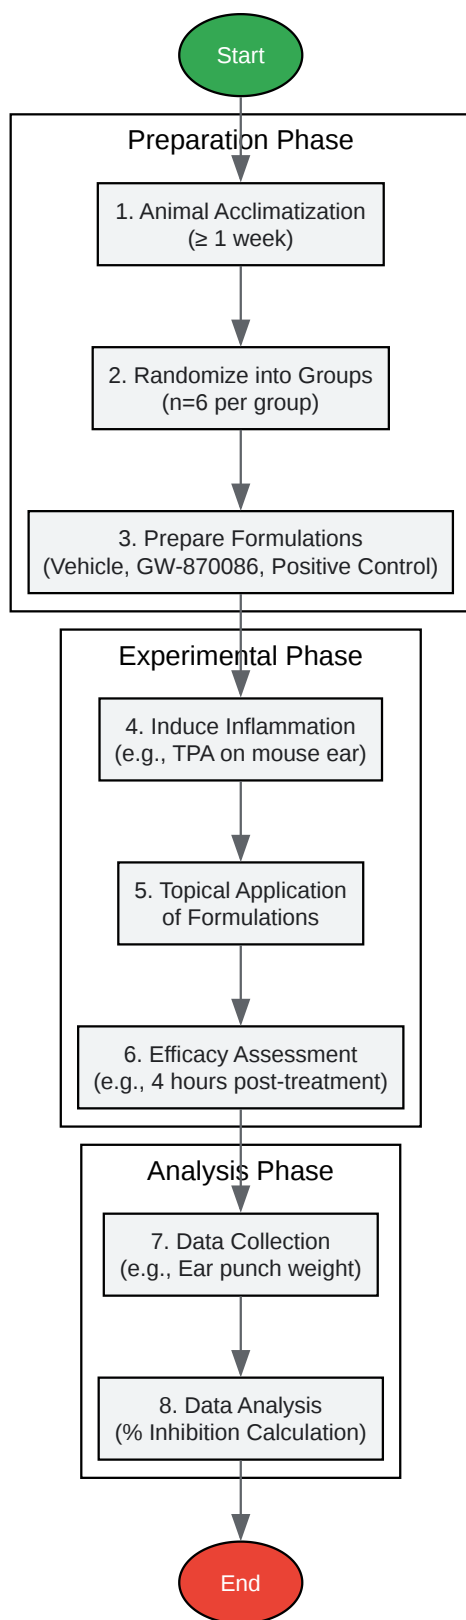 Start
Preparation Phase
1. Animal Acclimatization
(≥ 1 week)
2. Randomize into Groups
(n=6 per group)
3. Prepare Formulations
(Vehicle, GW-870086, Positive Control)
Experimental Phase
4. Induce Inflammation
(e.g., TPA on mouse ear)
5. Topical Application
of Formulations
6. Efficacy Assessment
(e.g., 4 hours post-treatment)
Analysis Phase
7. Data Collection
(e.g., Ear punch weight)
8. Data Analysis
(% Inhibition Calculation)
End